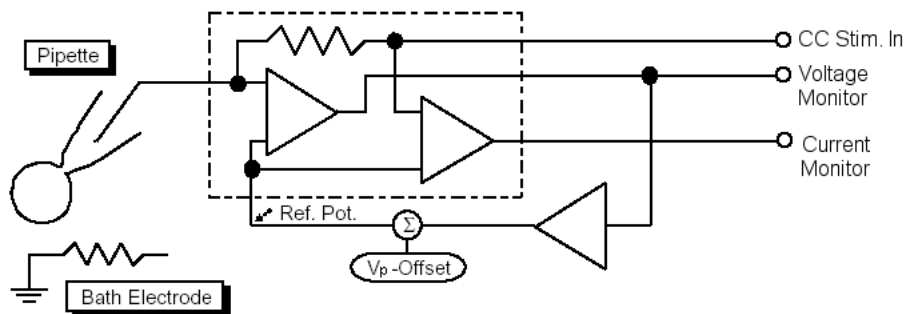 Pipette
CC Stim. In
Voltage
Monitor
Current
Monitor
Ref. Pot.
Σ
Vp -Offset
Bath Electrode